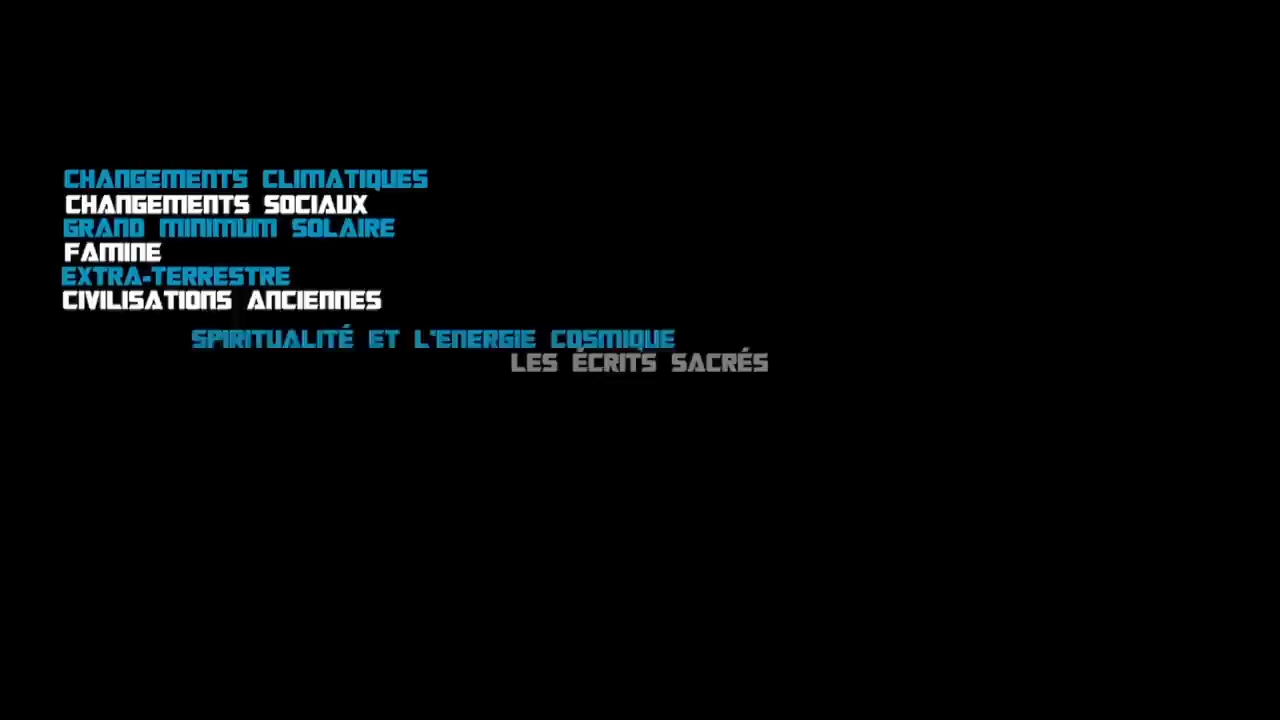 CHANGEMENTS CLIMATIQUES
CHANGEMENTS SOCIAUX
GRAND MINIMUM SOLAIRE
FAMINE
EXTRA-TERRESTRE
CIVILISATIONS ANCIENNES
SPIRITUALITÉ ET L'ENERGIE COSMIQUE
LES ÉCRITS SACRÉS